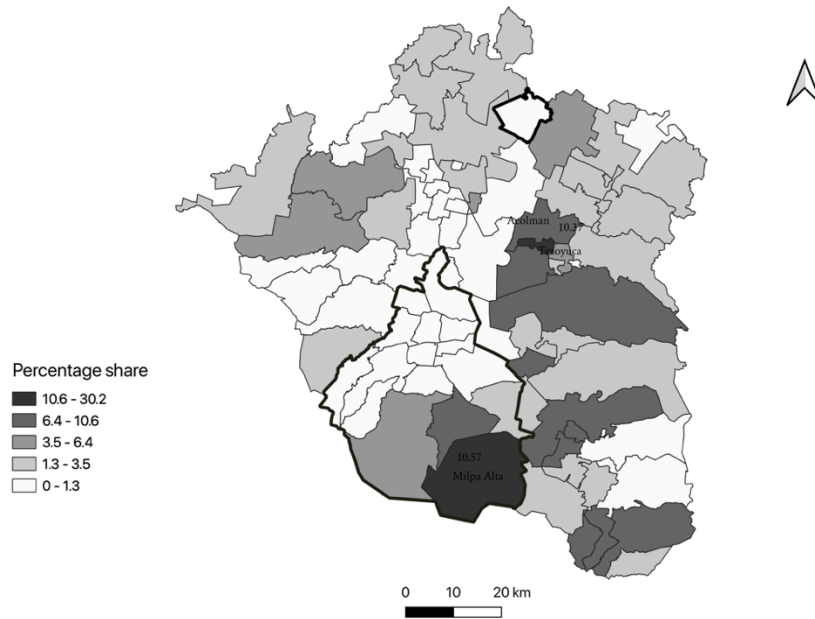 Acolman
10.37
Tezoyuca
Percentage share
10.6 - 30.2
6.4 - 10.6
3.5 - 6.4
1.3 - 3.5
0 - 1.3
10.57
Milpa Alta
0 10 20 km